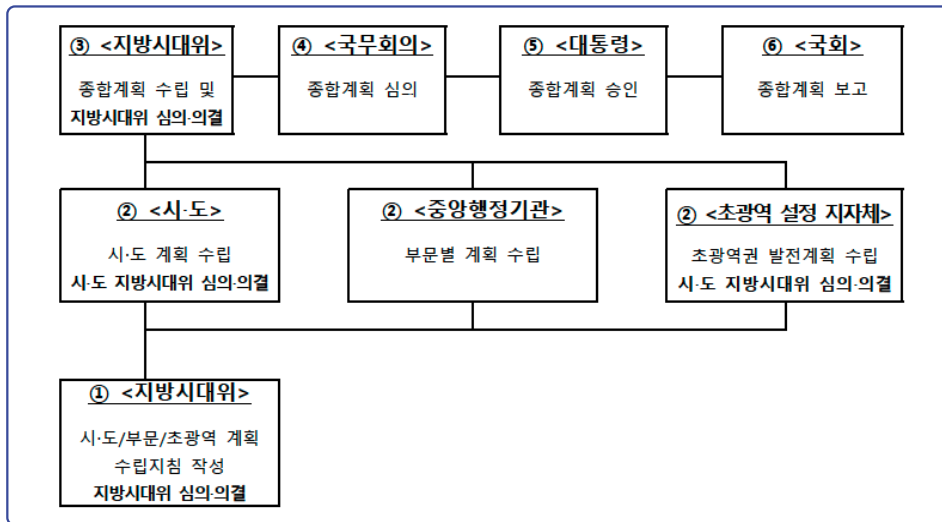 ③ <지방시대위>
종합계획 수립 및
지방시대위 심의·의결
④ <국무회의>
종합계획 심의
⑤ <대통령>
종합계획 승인
⑥ <국회>
종합계획 보고
② <시·도>
시·도 계획 수립
시·도 지방시대위 심의·의결
② <중앙행정기관>
부문별 계획 수립
② <초광역 설정 지자체>
초광역권 발전계획 수립
시·도 지방시대위 심의·의결
① <지방시대위>
시·도/부문/초광역 계획
수립지침 작성
지방시대위 심의·의결